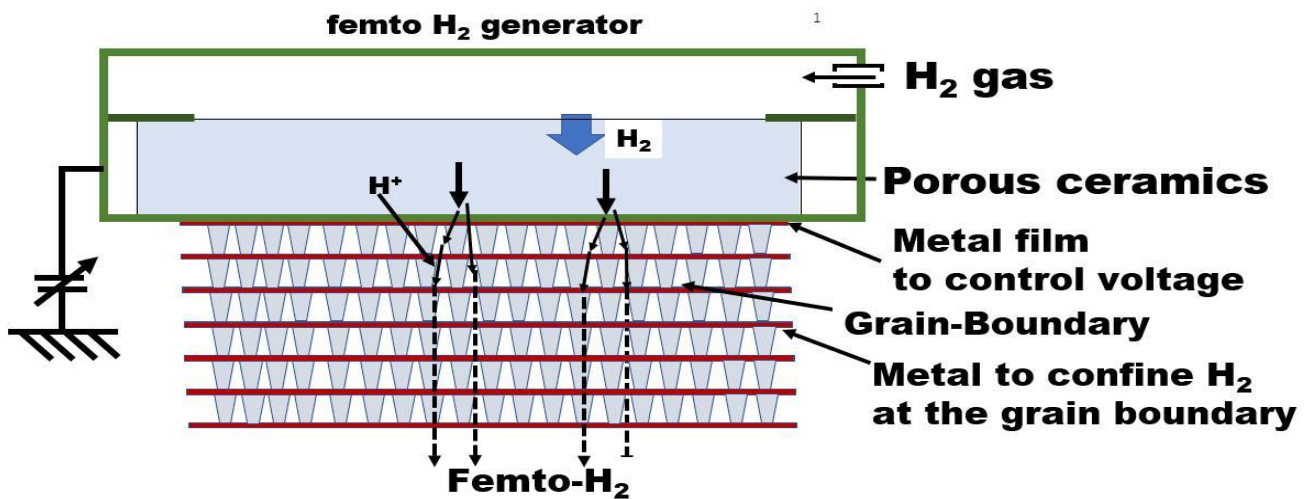 femto H₂ generator
1
H₂ gas
H₂
H⁺
Porous ceramics
Metal film
to control voltage
Grain-Boundary
Metal to confine H₂
at the grain boundary
Femto-H₂